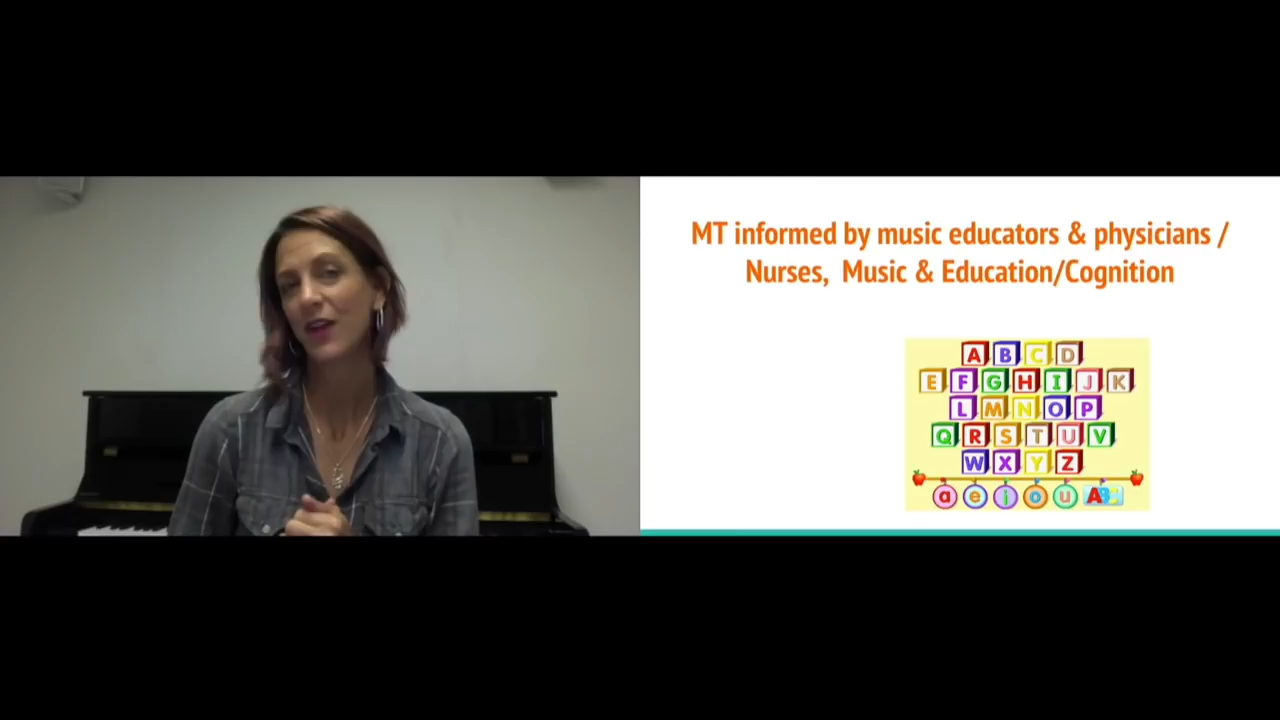 MT informed by music educators & physicians /
Nurses, Music & Education/Cognition
A B C D
E F G H I J K
L M N O P
Q R S T U V
W X Y Z
a e i o u